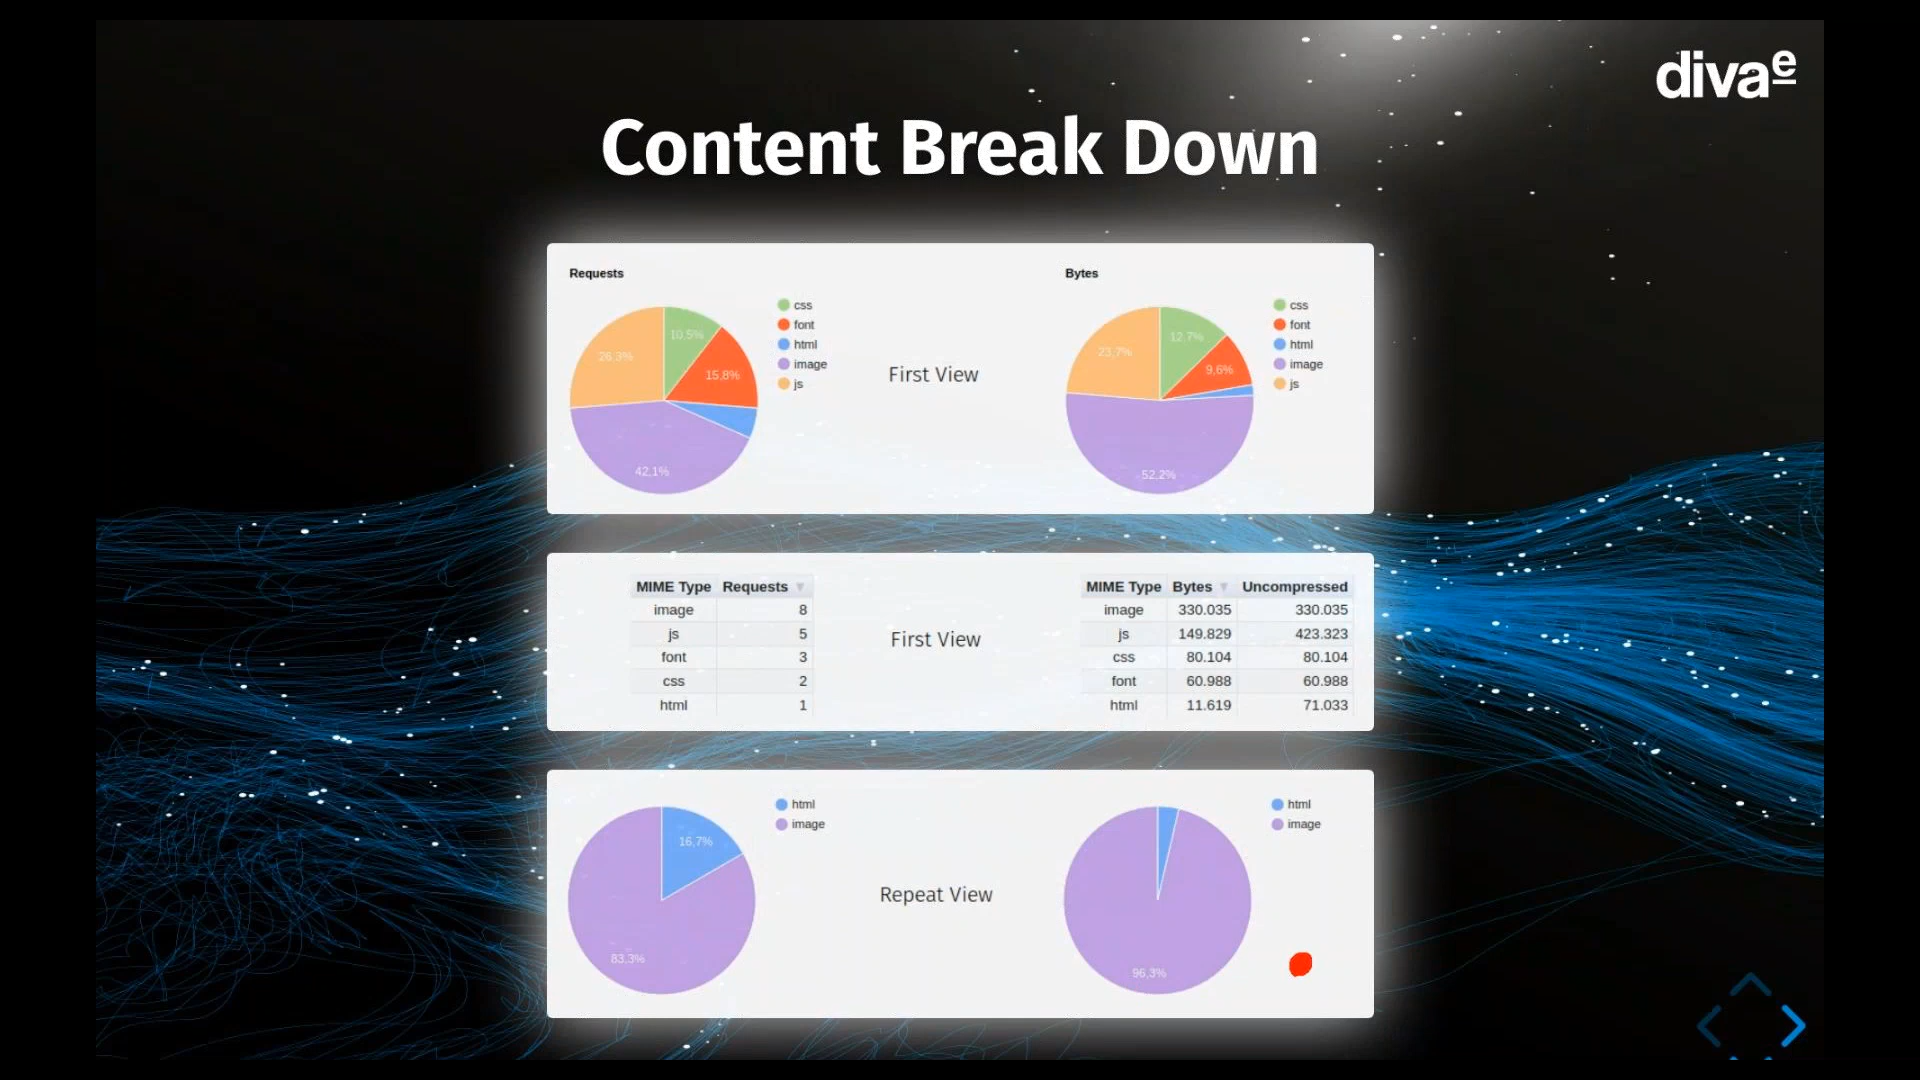 divae
Content Break Down
Requests
10,5%
15,8%
42,1%
26,3%
css
font
html
image
js
First View
Bytes
12,7%
9,6%
52,2%
23,7%
css
font
html
image
js
MIME Type Requests
image 8
js 5
font 3
css 2
html 1
First View
MIME Type Bytes Uncompressed
image 330.035 330.035
js 149.829 423.323
css 80.104 80.104
font 60.988 60.988
html 11.619 71.033
16,7%
83,3%
html
image
Repeat View
96,3%
html
image